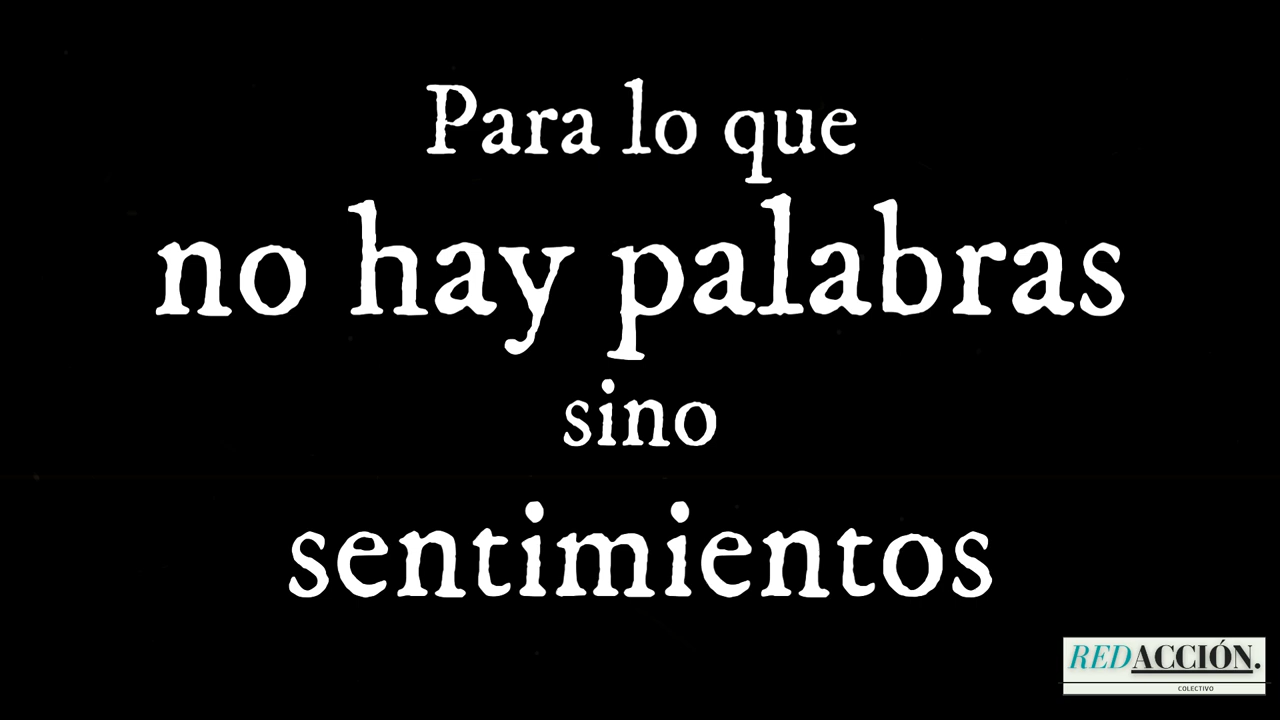 Para lo que
no hay palabras
sino
sentimientos
REDACCIÓN.
COLECTIVO